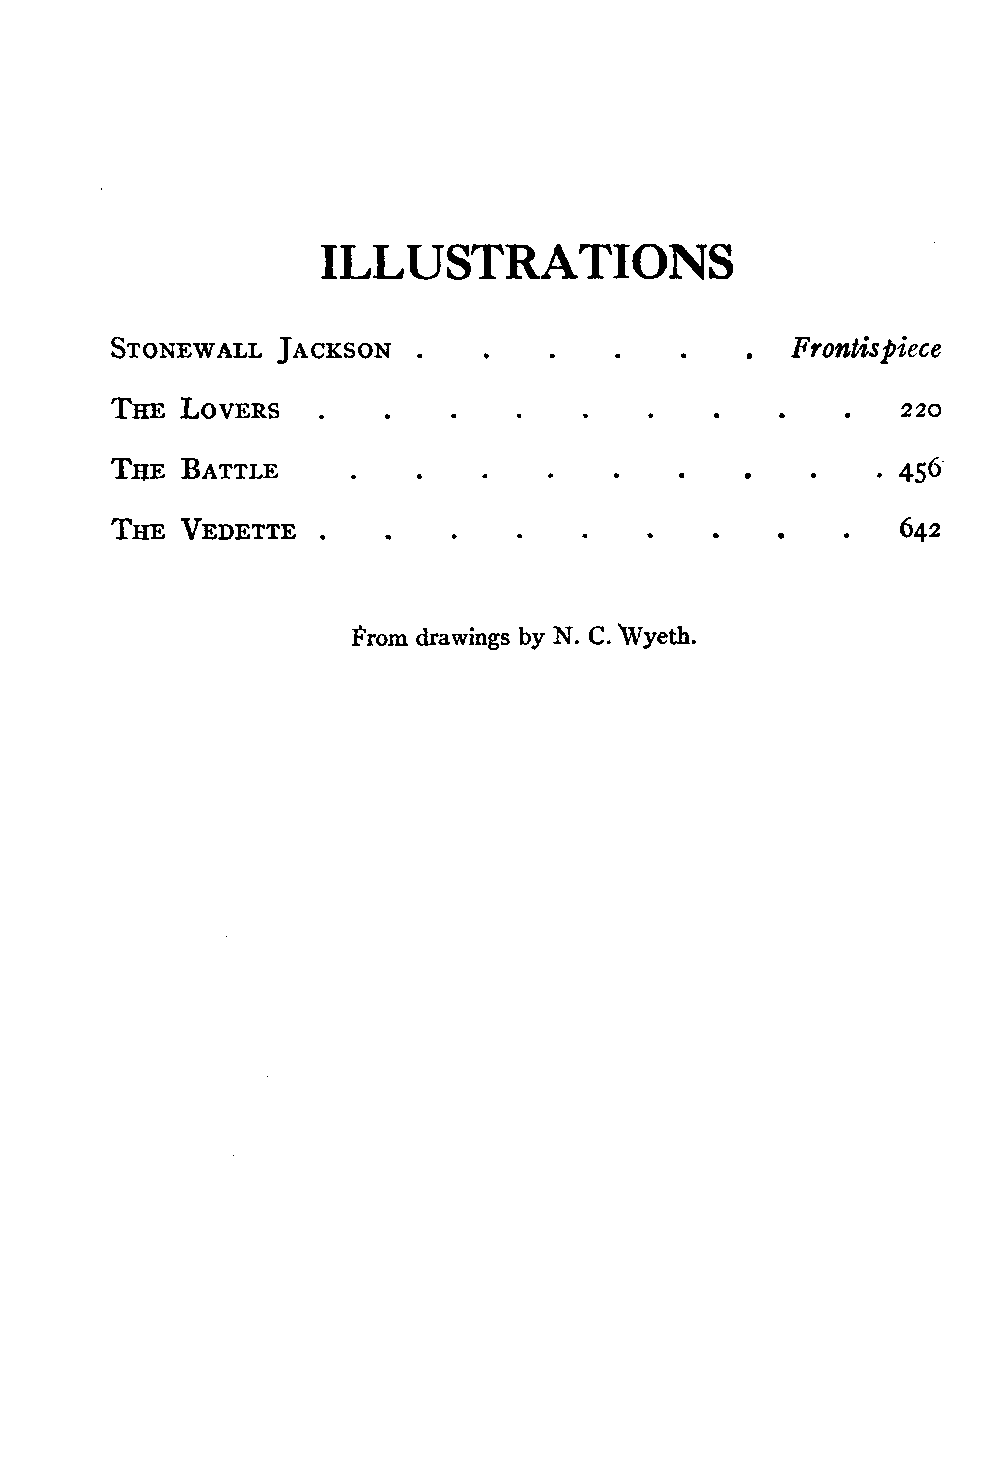 ILLUSTRATIONS
Stonewall Jackson . . . . . . Frontispiece
The Lovers . . . . . . . . . 220
The Battle . . . . . . . . . 456
The Vedette . . . . . . . . . 642
From drawings by N. C. Wyeth.